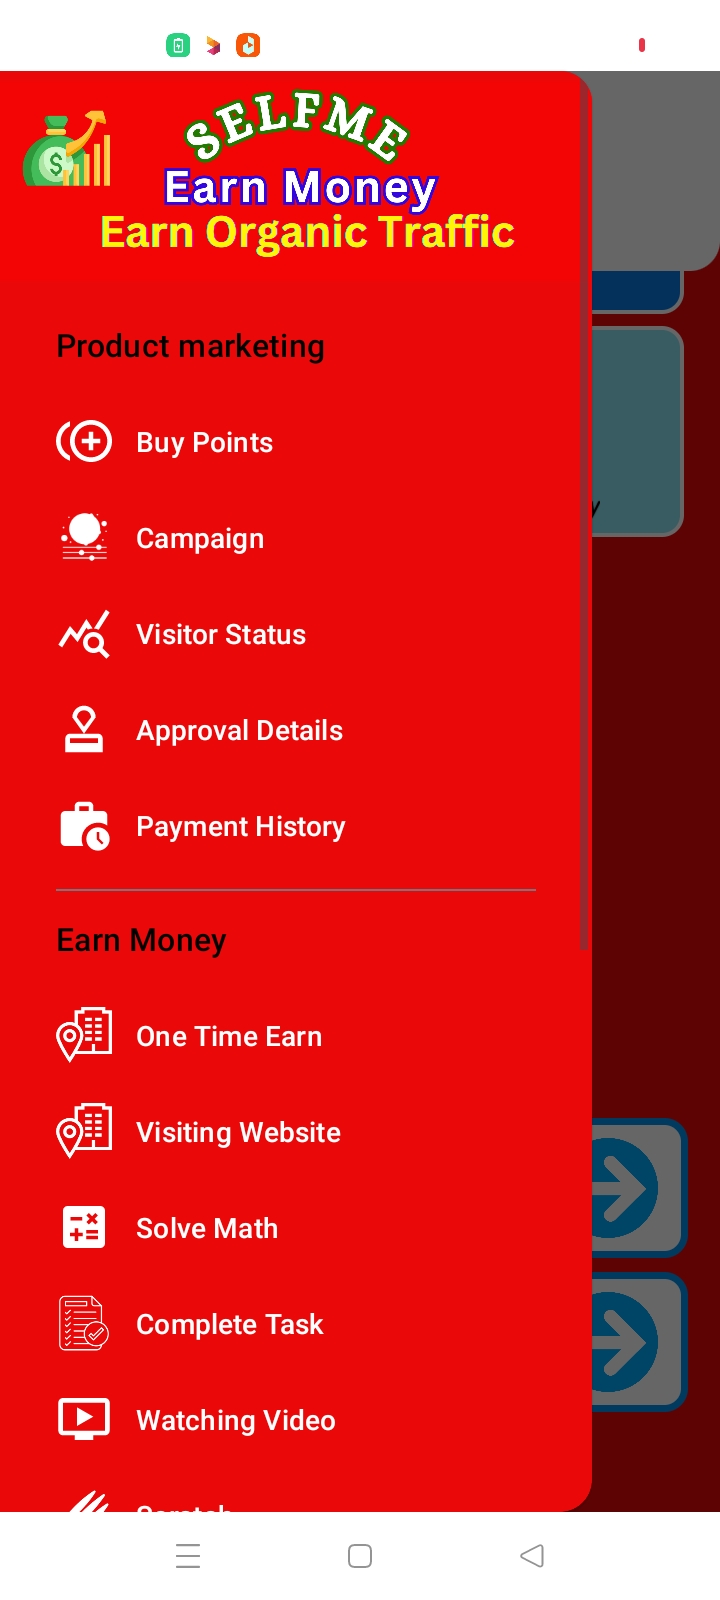 SELFME
Earn Money
Earn Organic Traffic
Product marketing
Buy Points
Campaign
Visitor Status
Approval Details
Payment History
Earn Money
One Time Earn
Visiting Website
Solve Math
Complete Task
Watching Video